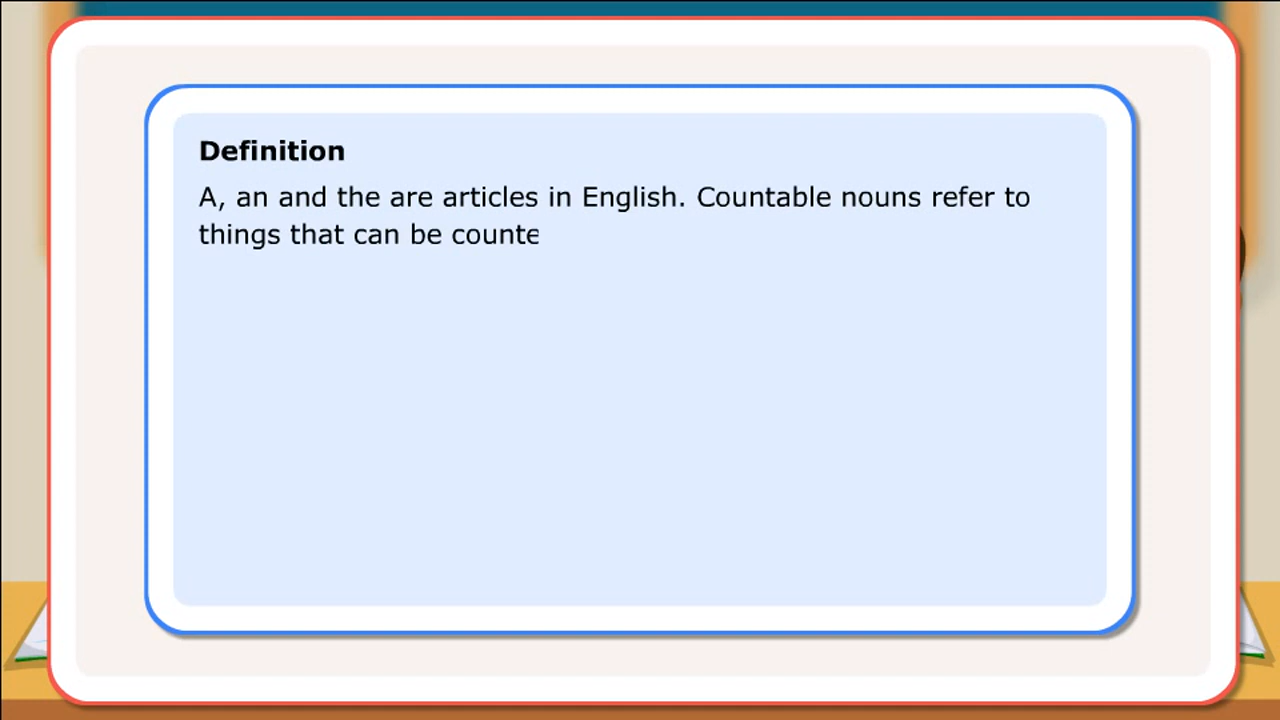 Definition
A, an and the are articles in English. Countable nouns refer to
things that can be counte